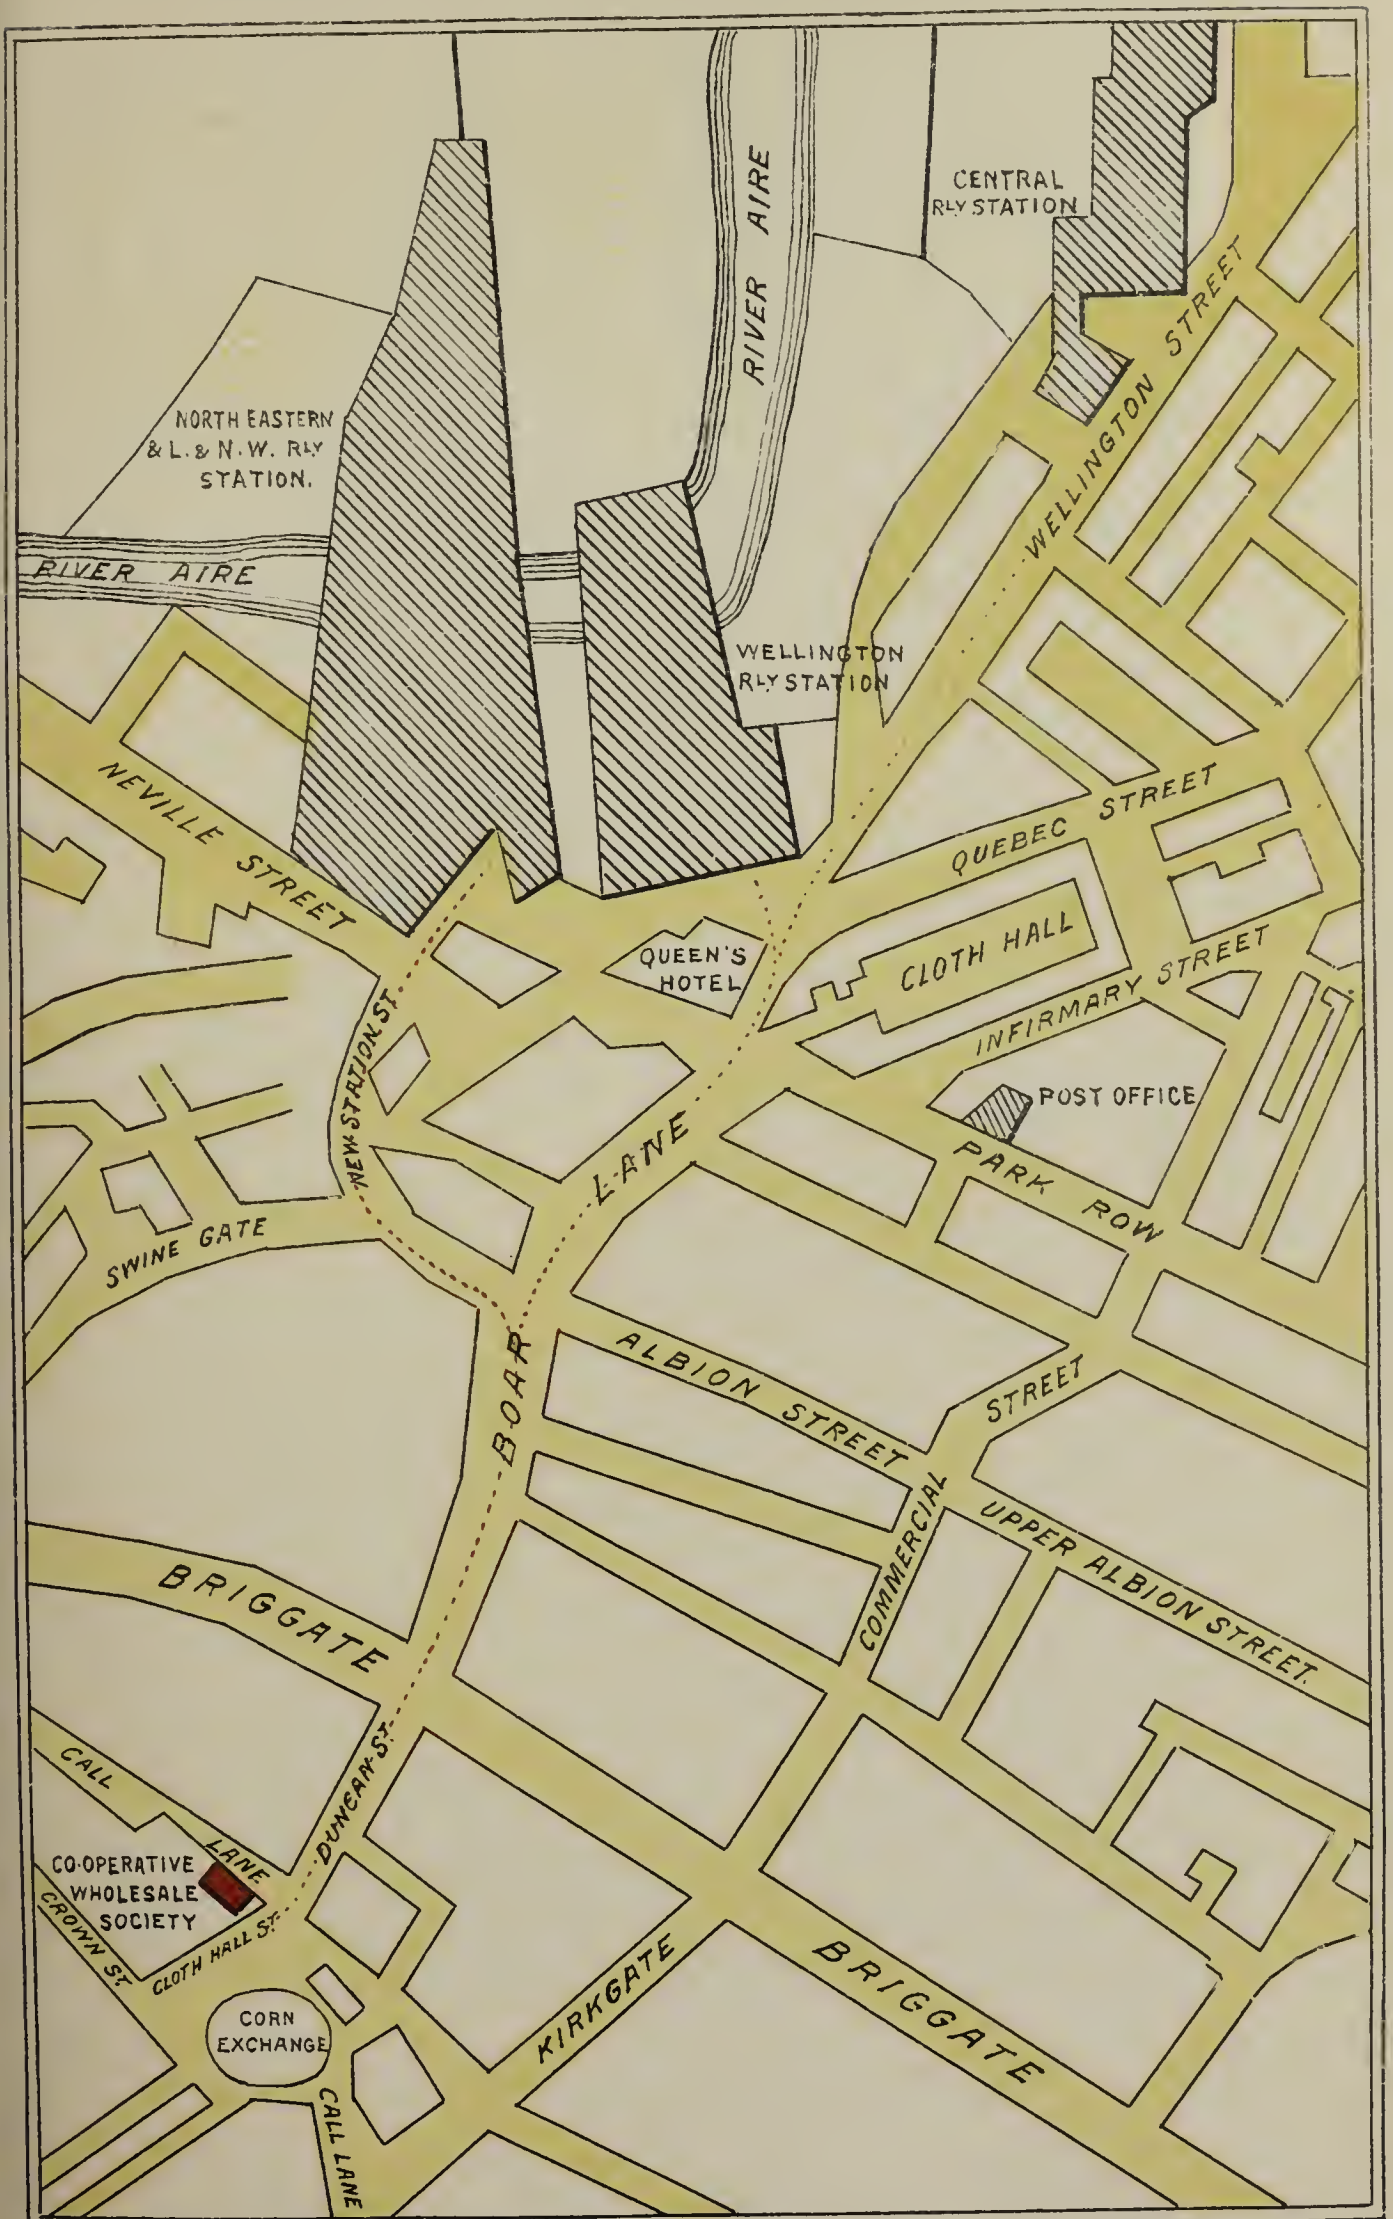 CENTRAL
RLY STATION
RIVER AIRE
WELLINGTON STREET
NORTH EASTERN
& L. & N.W. RLY
STATION.
RIVER AIRE
WELLINGTON
RLY STATION
NEVILLE STREET
QUEBEC STREET
CLOTH HALL
QUEEN'S
HOTEL
INFIRMARY STREET
NEW STATION ST.
POST OFFICE
PARK ROW
LANE
SWINE GATE
BOAR
ALBION STREET
STREET
COMMERCIAL
UPPER ALBION STREET.
BRIGGATE
CALL
LANE
DUNCAN ST.
CO-OPERATIVE
WHOLESALE
SOCIETY
CROWN ST.
CLOTH HALL ST.
CORN
EXCHANGE
KIRKGATE
BRIGGATE
CALL LANE